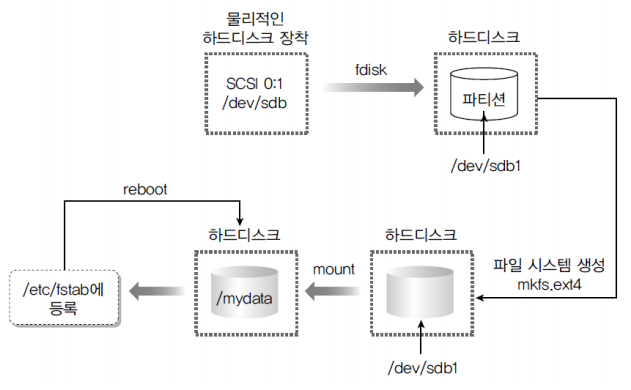 물리적인
하드디스크 장착
SCSI 0:1
/dev/sdb
fdisk
하드디스크
파티션
/dev/sdb1
파일 시스템 생성
mkfs.ext4
하드디스크
/dev/sdb1
mount
하드디스크
/mydata
reboot
/etc/fstab에
등록